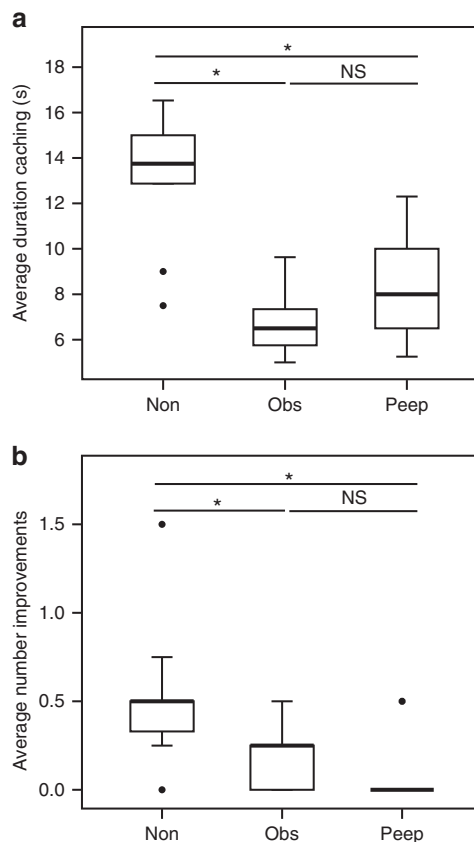 a
*
* NS
18
16
14
12
10
8
6
Average duration caching (s)
Non Obs Peep
b
*
* NS
1.5
1.0
0.5
0.0
Average number improvements
Non Obs Peep